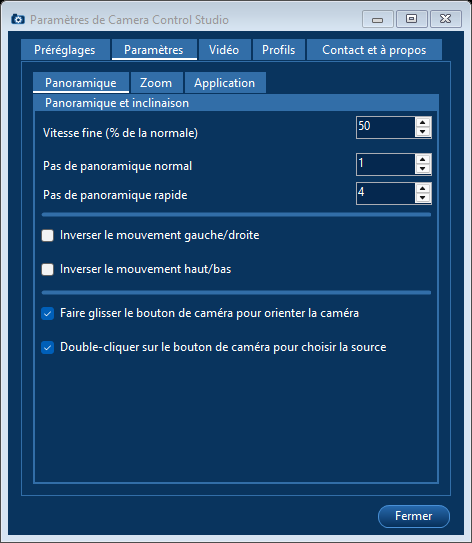 Paramètres de Camera Control Studio
Préréglages Paramètres Vidéo Profils Contact et à propos
Panoramique Zoom Application
Panoramique et inclinaison
Vitesse fine (% de la normale) 50
Pas de panoramique normal 1
Pas de panoramique rapide 4
Inverser le mouvement gauche/droite
Inverser le mouvement haut/bas
Faire glisser le bouton de caméra pour orienter la caméra
Double-cliquer sur le bouton de caméra pour choisir la source
Fermer